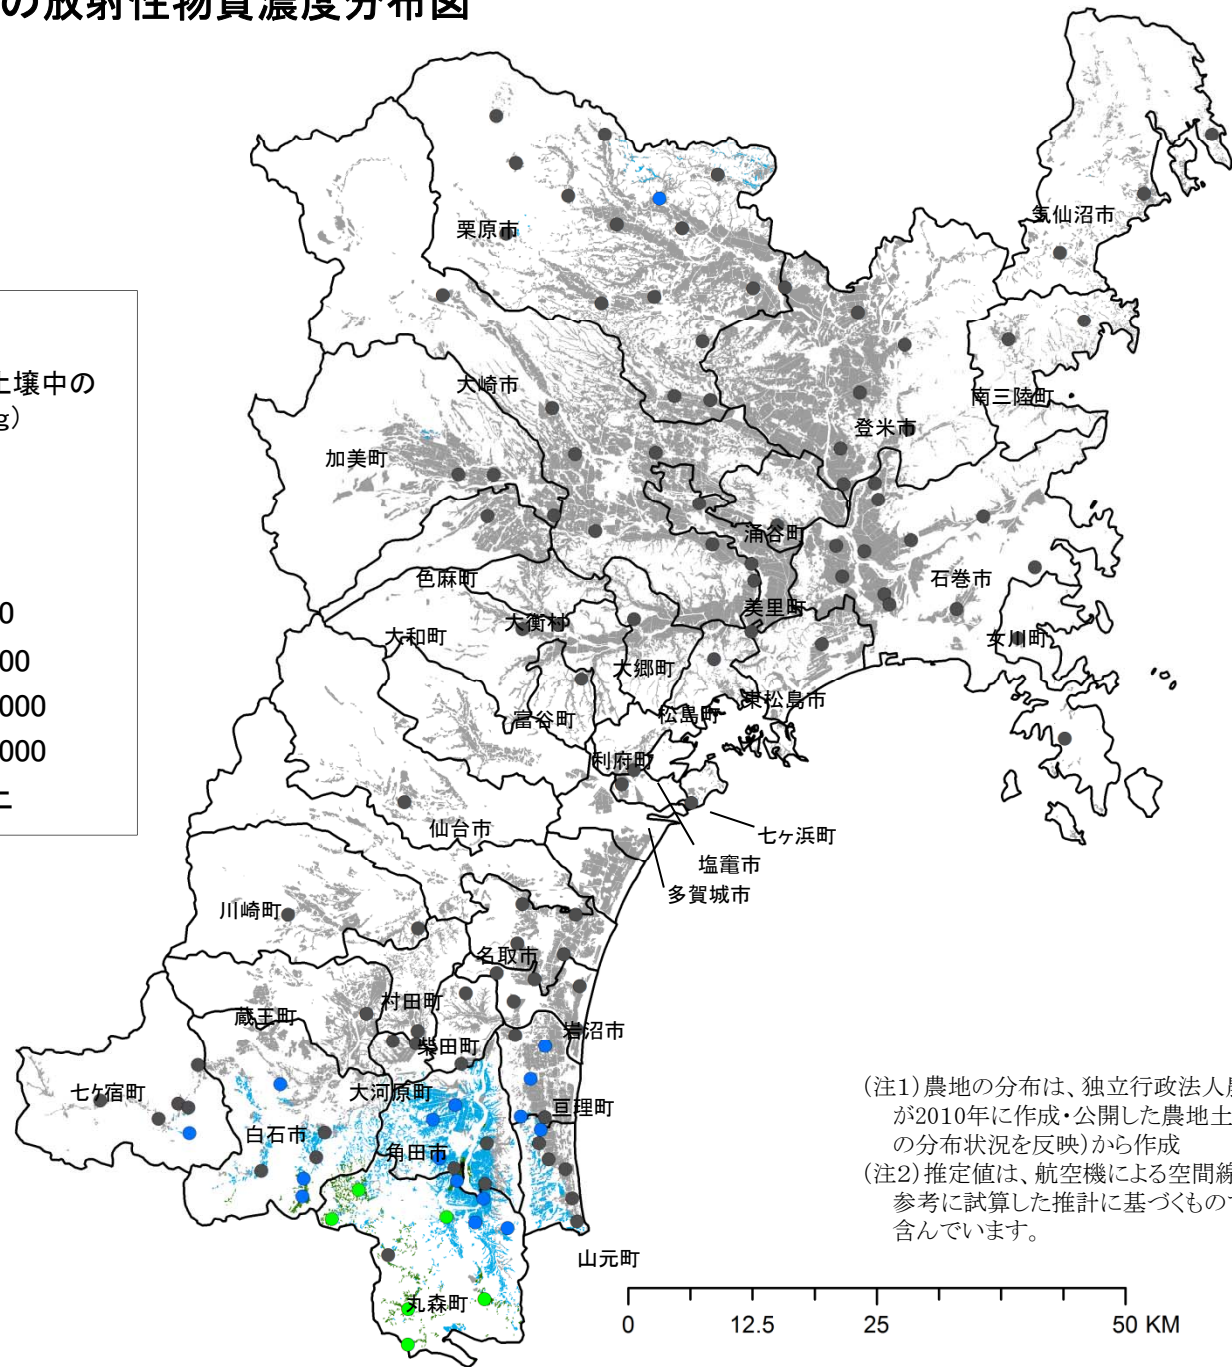 の放射性物質濃度分布図
土壌中の
g)
0
00
000
000
上
気仙沼市
栗原市
大崎市
南三陸町
登米市
加美町
涌谷町
色麻町
石巻市
美里町
大衡村
大和町
女川町
大郷町
東松島市
松島町
富谷町
利府町
仙台市
七ヶ浜町
塩竈市
多賀城市
川崎町
名取市
村田町
蔵王町
岩沼市
柴田町
七ケ宿町
大河原町
亘理町
白石市
角田市
山元町
丸森町
(注1)農地の分布は、独立行政法人
が2010年に作成・公開した農地土
の分布状況を反映)から作成
(注2)推定値は、航空機による空間線
参考に試算した推計に基づくもので
含んでいます。
0 12.5 25 50 KM